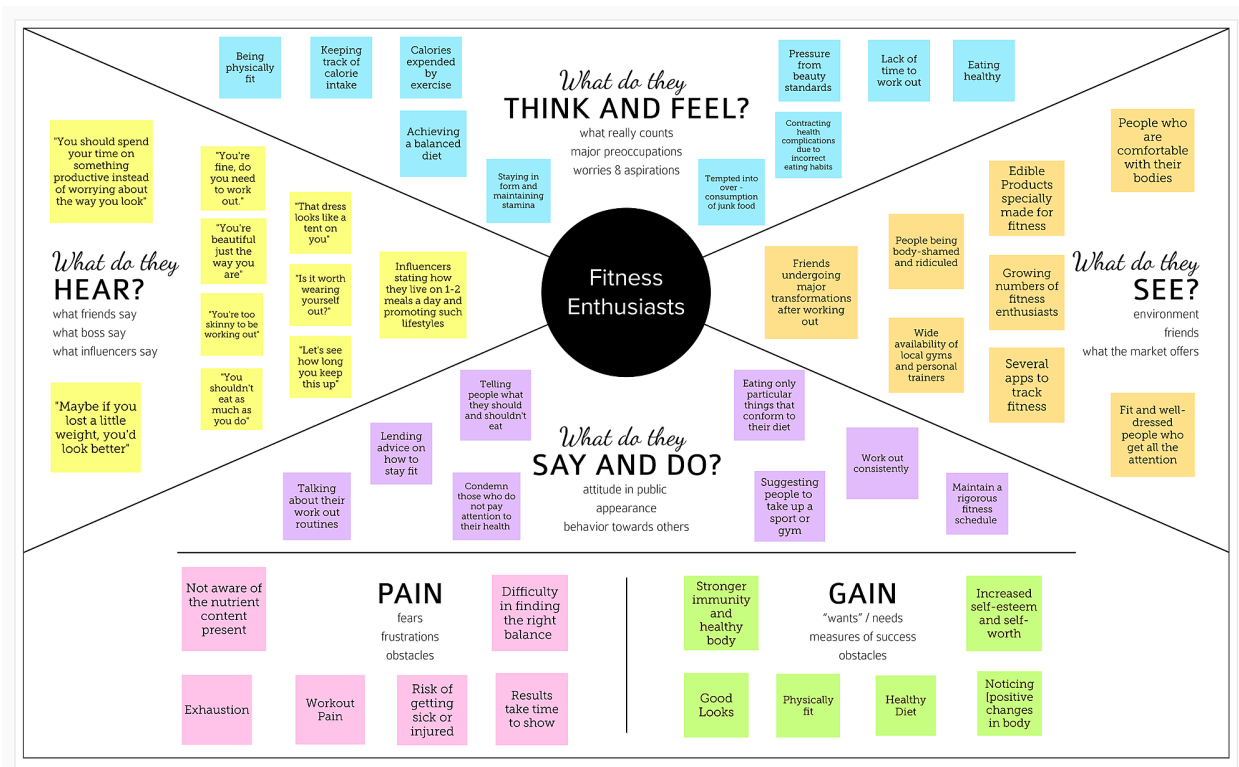 Being
physically
fit
Keeping
track of
calorie
intake
Calories
expended
by
exercise
Achieving
a balanced
diet
Staying in
form and
maintaining
stamina
What do they
THINK AND FEEL?
what really counts
major preoccupations
worries & aspirations
Pressure
from
beauty
standards
Lack of
time to
work out
Eating
healthy
Contracting
health
complications
due to
incorrect
eating habits
Tempted into
over -
consumption
of junk food
"You should spend
your time on
something
productive instead
of worrying about
the way you look"
"You're
fine, do
you need
to work
out."
"You're
beautiful
just the
way you
are"
"You're too
skinny to be
working out"
"You
shouldn't
eat as
much as
you do"
"That dress
looks like a
tent on
you"
"Is it worth
wearing
yourself
out?"
"Let's see
how long
you keep
this up"
Influencers
stating how
they live on 1-2
meals a day and
promoting such
lifestyles
What do they
HEAR?
what friends say
what boss say
what influencers say
"Maybe if you
lost a little
weight, you'd
look better"
Fitness
Enthusiasts
Friends
undergoing
major
transformations
after working
out
People being
body-shamed
and ridiculed
Wide
availability of
local gyms
and personal
trainers
Edible
Products
specially
made for
fitness
Growing
numbers of
fitness
enthusiasts
Several
apps to
track
fitness
People who
are
comfortable
with their
bodies
What do they
SEE?
environment
friends
what the market offers
Fit and well-
dressed
people who
get all the
attention
Telling
people what
they should
and shouldn't
eat
Lending
advice on
how to
stay fit
Talking
about their
work out
routines
Condemn
those who do
not pay
attention to
their health
What do they
SAY AND DO?
attitude in public
appearance
behavior towards others
Eating only
particular
things that
conform to
their diet
Work out
consistently
Suggesting
people to
take up a
sport or
gym
Maintain a
rigorous
fitness
schedule
Not aware of
the nutrient
content
present
PAIN
fears
frustrations
obstacles
Difficulty
in finding
the right
balance
Exhaustion
Workout
Pain
Risk of
getting
sick or
injured
Results
take time
to show
Stronger
immunity
and
healthy
body
GAIN
"wants" / needs
measures of success
obstacles
Increased
self-esteem
and self-
worth
Good
Looks
Physically
fit
Healthy
Diet
Noticing
[positive
changes
in body